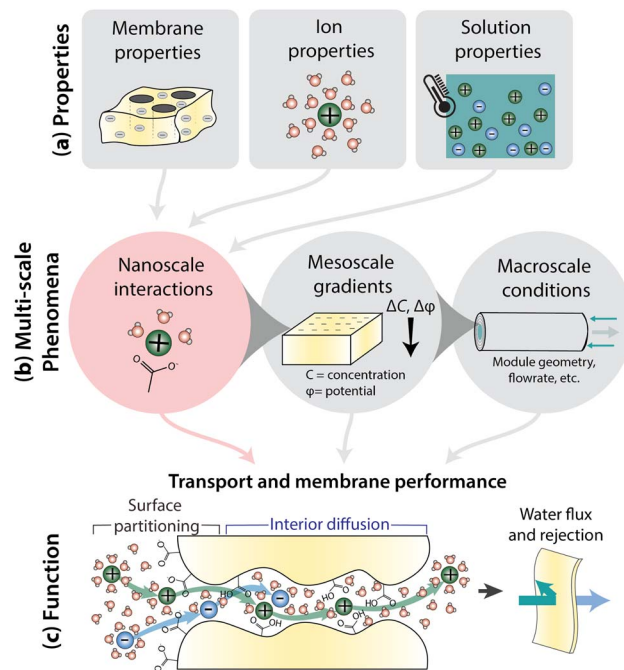 (a) Properties
Membrane
properties
Ion
properties
Solution
properties
(b) Multi-scale
Phenomena
Nanoscale
interactions
O⁻
O
Mesoscale
gradients
ΔC, Δφ
C = concentration
φ= potential
Macroscale
conditions
Module geometry,
flowrate, etc.
Transport and membrane performance
(c) Function
Surface
partitioning
Interior diffusion
HO
OH
HO
OH
Water flux
and rejection